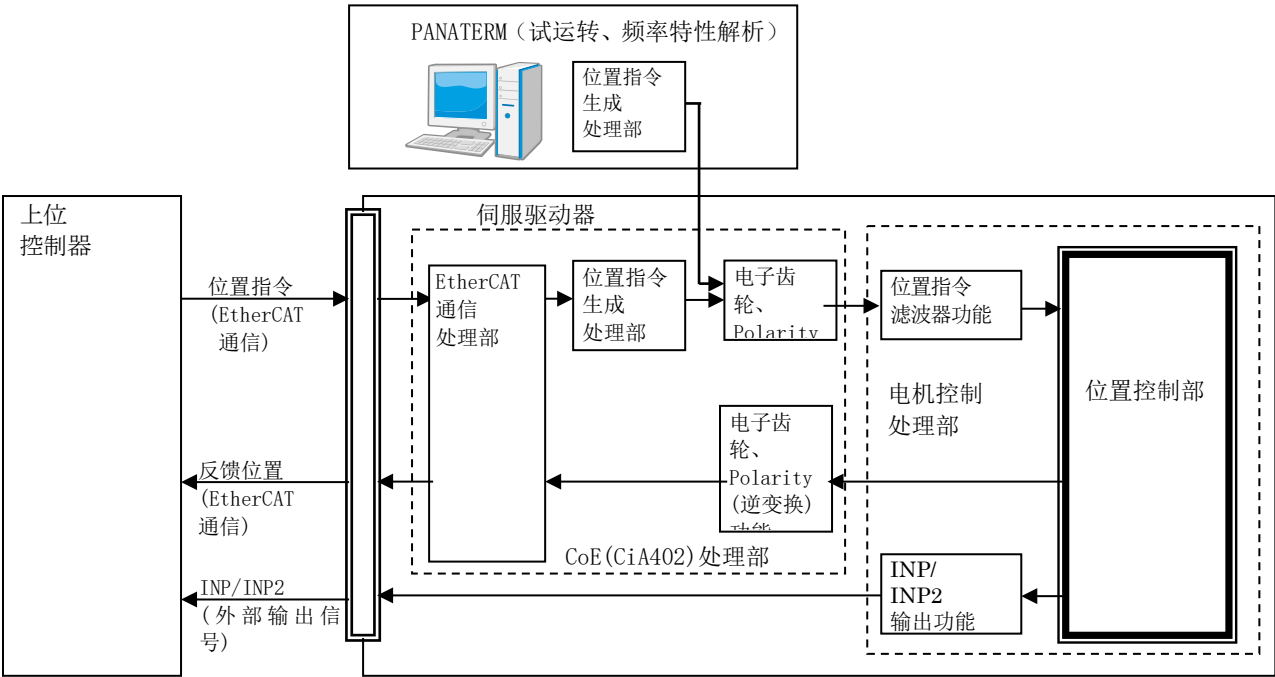 PANATERM（试运转、频率特性解析）
位置指令
生成
处理部
上位
控制器
伺服驱动器
位置指令
(EtherCAT
通信)
EtherCAT
通信
处理部
位置指令
生成
处理部
电子齿
轮、
Polarity
位置指令
滤波器功能
电机控制
处理部
位置控制部
电子齿
轮、
Polarity
(逆变换)
功能
反馈位置
(EtherCAT
通信)
CoE(CiA402)处理部
INP/INP2
(外部输出信
号)
INP/
INP2
输出功能